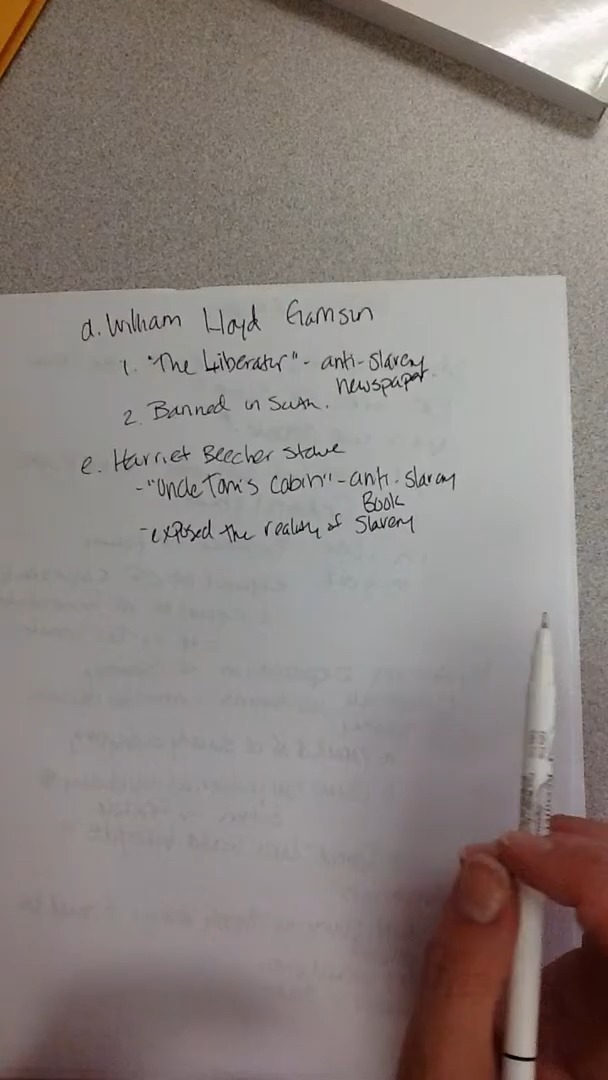 d. William Lloyd Garrison
1. "The Liberator" - anti-slavery
newspaper
2. Banned in South.
e. Harriet Beecher Stowe
- "Uncle Tom's Cabin" - anti-slavery
Book
- exposed the reality of slavery